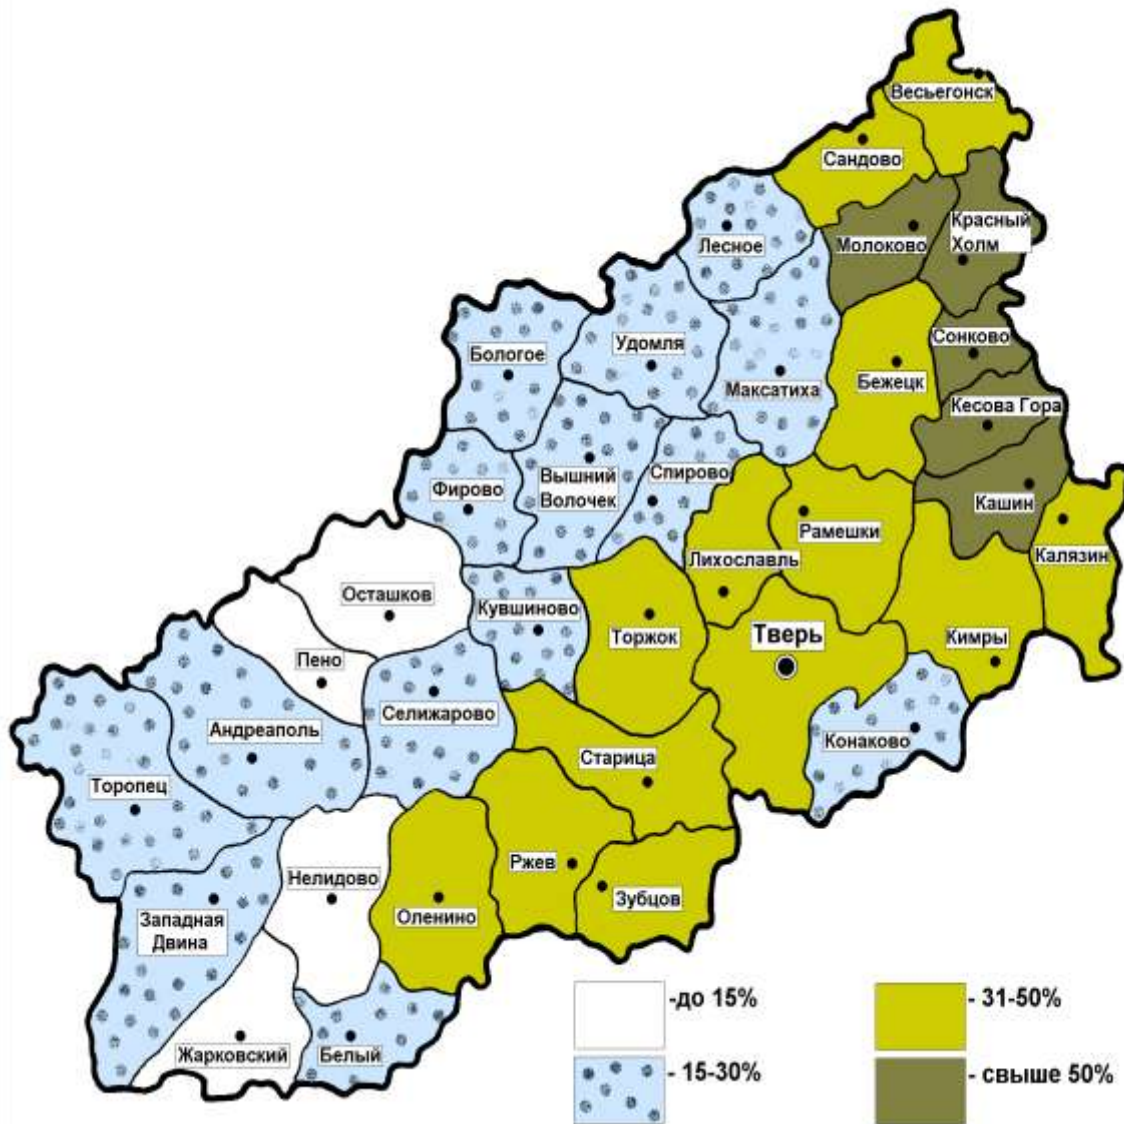 Весьегонск
Сандово
Красный
Холм
Молоково
Лесное
Сонково
Удомля
Бологое
Бежецк
Максатиха
Кесова Гора
Спирово
Вышний
Волочек
Фирово
Кашин
Рамешки
Калязин
Лихославль
Осташков
Кувшиново
Торжок
Тверь
Кимры
Пено
Селижарово
Андреаполь
Конаково
Старица
Торопец
Ржев
Нелидово
Зубцов
Оленино
Западная
Двина
Жарковский
Белый
-до 15%
- 31-50%
- 15-30%
- свыше 50%